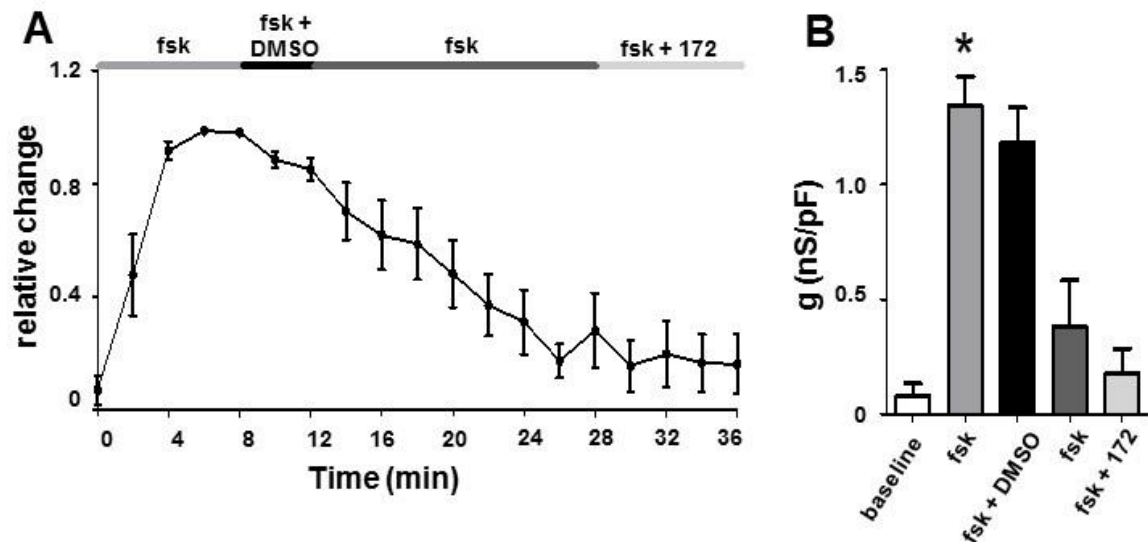 A
fsk
fsk +
DMSO
fsk
fsk + 172
1.2
0.8
0.4
0
relative change
0 4 8 12 16 20 24 28 32 36
Time (min)
B
*
1.5
1.0
0.5
0
g (nS/pF)
baseline
fsk
fsk + DMSO
fsk
fsk + 172